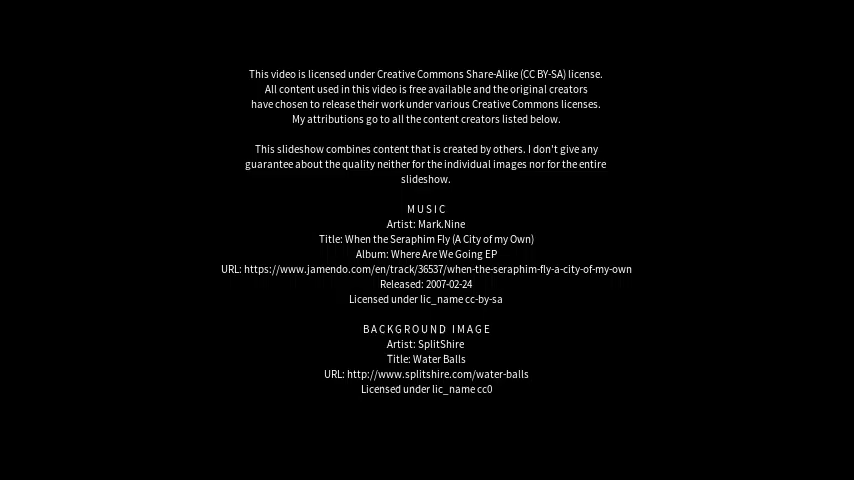 This video is licensed under Creative Commons Share-Alike (CC BY-SA) license.
All content used in this video is free available and the original creators
have chosen to release their work under various Creative Commons licenses.
My attributions go to all the content creators listed below.
This slideshow combines content that is created by others. I don't give any
guarantee about the quality neither for the individual images nor for the entire
slideshow.
MUSIC
Artist: Mark.Nine
Title: When the Seraphim Fly (A City of my Own)
Album: Where Are We Going EP
URL: https://www.jamendo.com/en/track/36537/when-the-seraphim-fly-a-city-of-my-own
Released: 2007-02-24
Licensed under lic_name cc-by-sa
BACKGROUND IMAGE
Artist: SplitShire
Title: Water Balls
URL: http://www.splitshire.com/water-balls
Licensed under lic_name cc0